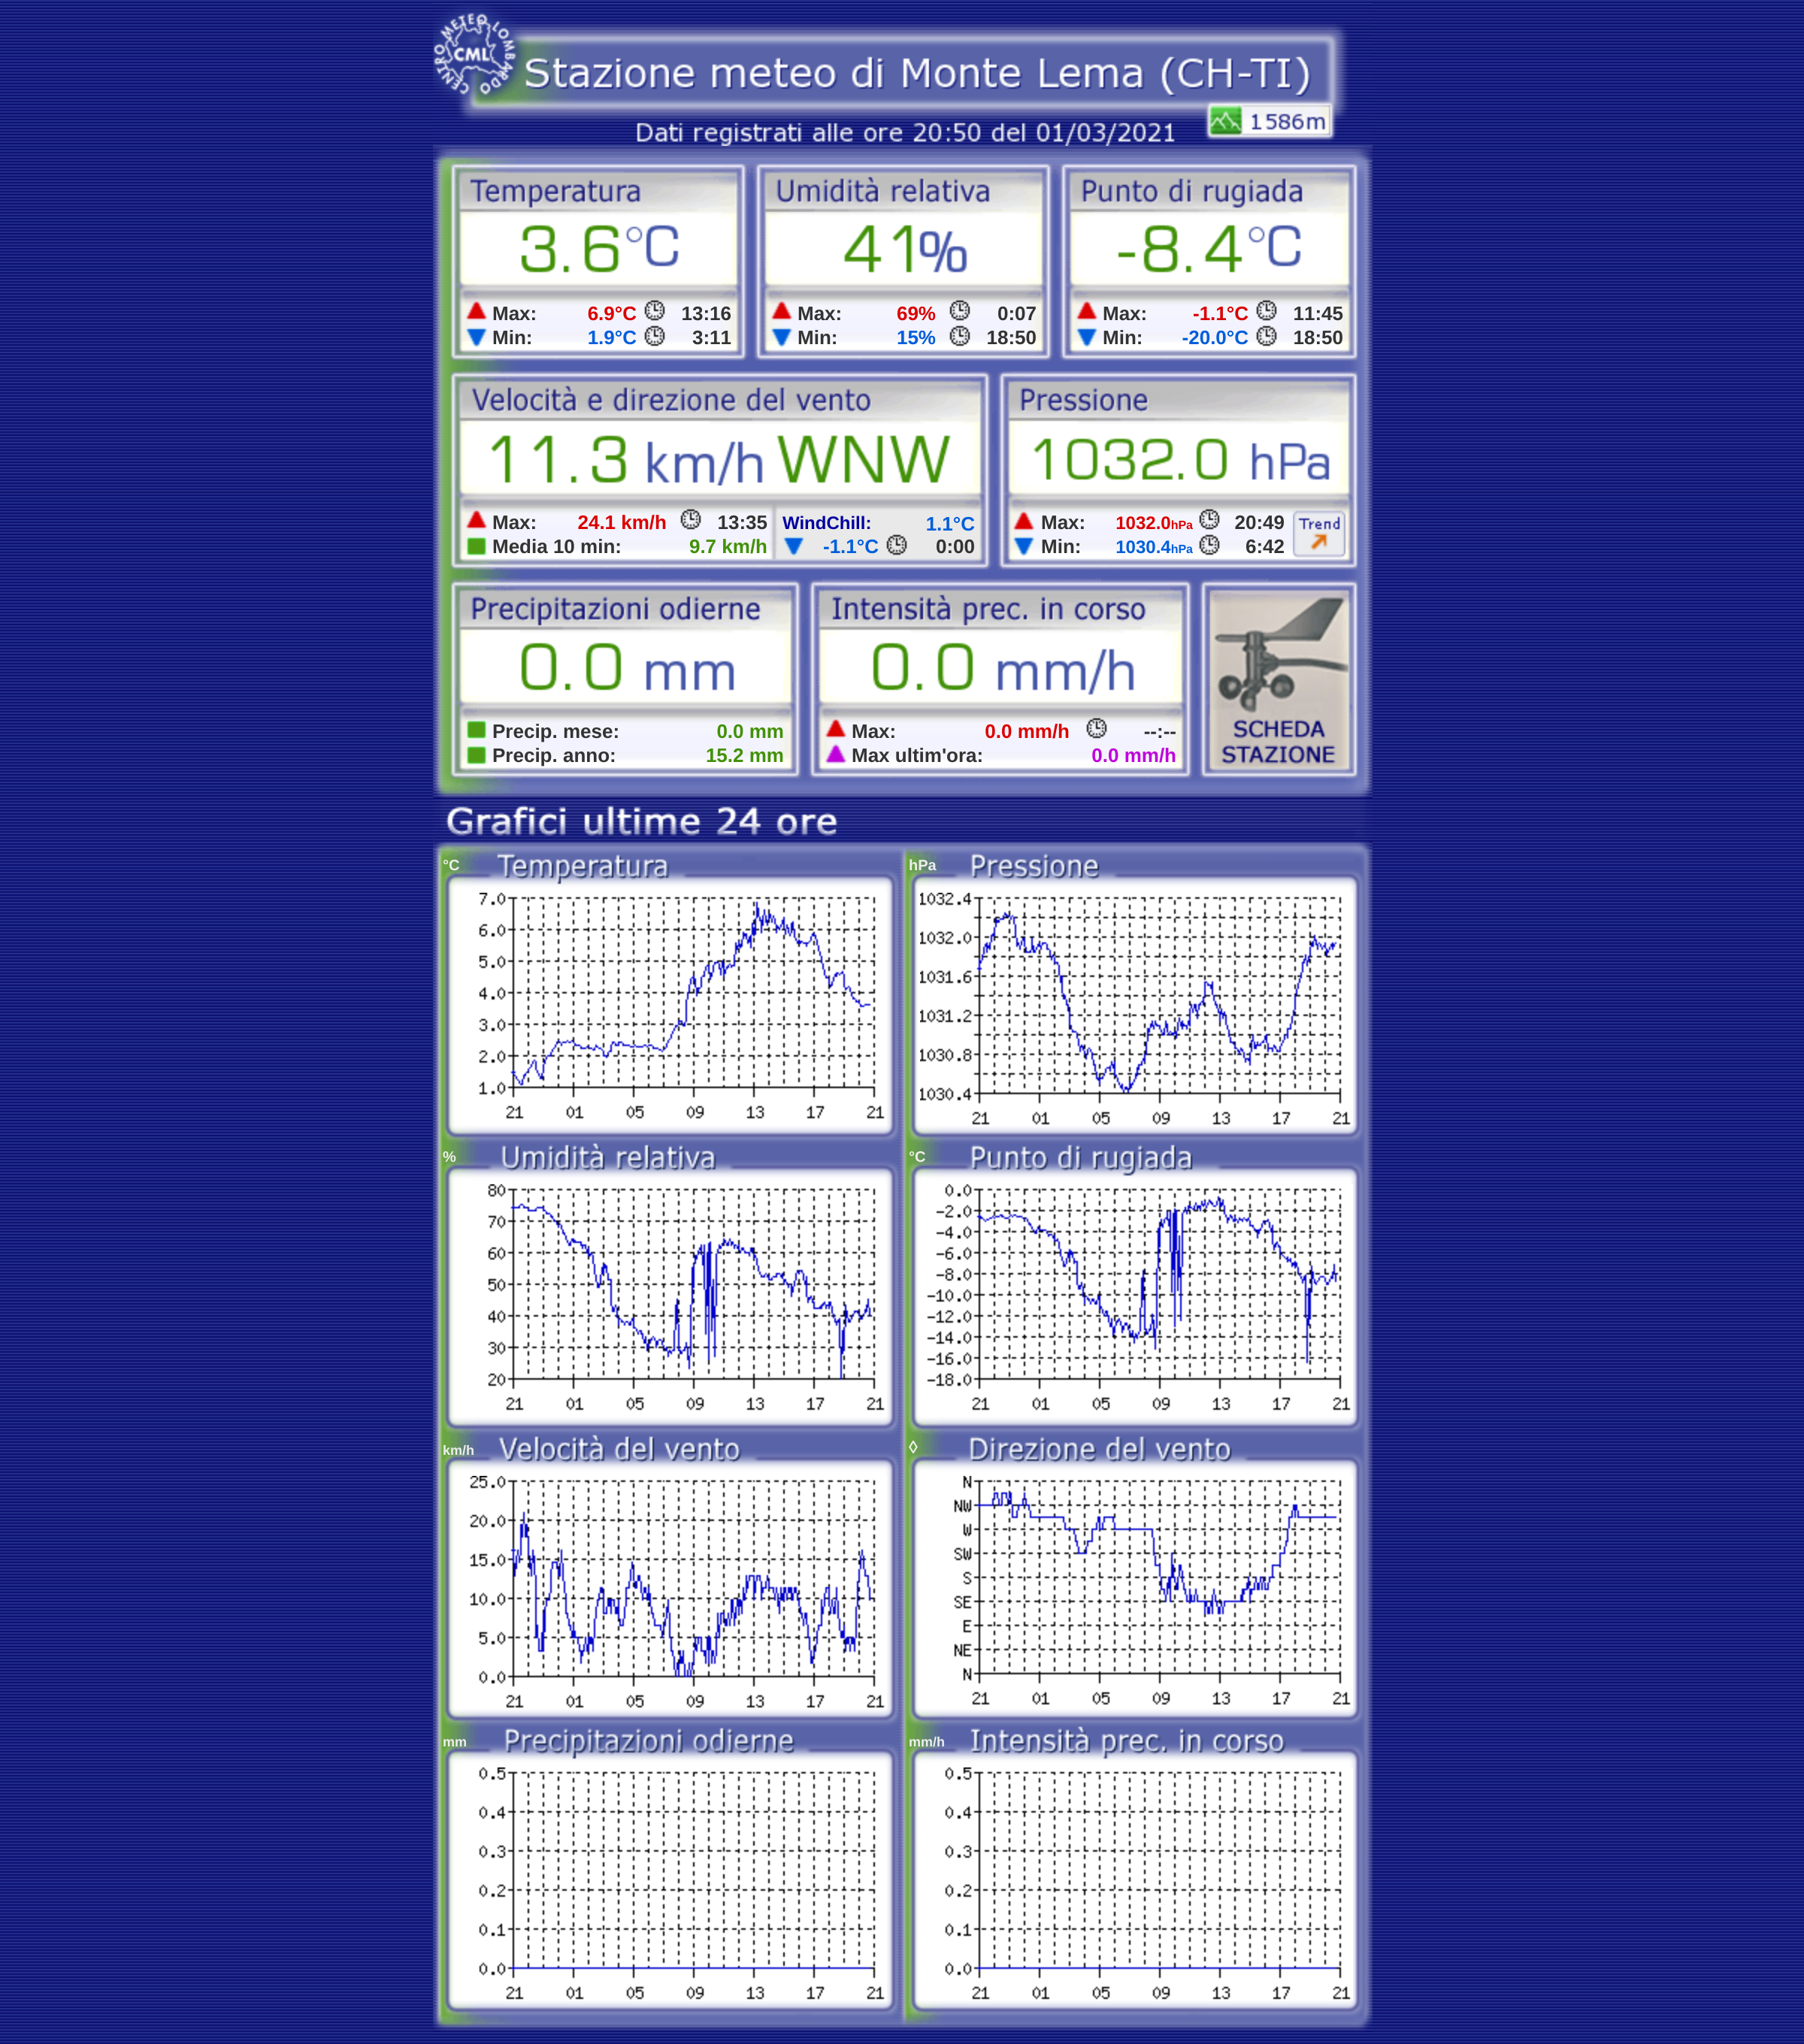 CENTRO METEO LOMBARDO
CML
Stazione meteo di Monte Lema (CH-TI)
1586m
Dati registrati alle ore 20:50 del 01/03/2021
Temperatura Umidità relativa Punto di rugiada
3.6°C 41% -8.4°C
Max: 6.9°C 13:16 Max: 69% 0:07 Max: -1.1°C 11:45
Min: 1.9°C 3:11 Min: 15% 18:50 Min: -20.0°C 18:50
Velocità e direzione del vento Pressione
11.3 km/h WNW 1032.0 hPa
Max: 24.1 km/h 13:35 WindChill: 1.1°C Max: 1032.0hPa 20:49 Trend
Media 10 min: 9.7 km/h -1.1°C 0:00 Min: 1030.4hPa 6:42
Precipitazioni odierne Intensità prec. in corso
0.0 mm 0.0 mm/h
Precip. mese: 0.0 mm Max: 0.0 mm/h --:-- SCHEDA
Precip. anno: 15.2 mm Max ultim'ora: 0.0 mm/h STAZIONE
Grafici ultime 24 ore
°C Temperatura
7.0
6.0
5.0
4.0
3.0
2.0
1.0
21 01 05 09 13 17 21
hPa Pressione
1032.4
1032.0
1031.6
1031.2
1030.8
1030.4
21 01 05 09 13 17 21
% Umidità relativa
80
70
60
50
40
30
20
21 01 05 09 13 17 21
°C Punto di rugiada
0.0
-2.0
-4.0
-6.0
-8.0
-10.0
-12.0
-14.0
-16.0
-18.0
21 01 05 09 13 17 21
km/h Velocità del vento
25.0
20.0
15.0
10.0
5.0
0.0
21 01 05 09 13 17 21
◊ Direzione del vento
N
NW
W
SW
S
SE
E
NE
N
21 01 05 09 13 17 21
mm Precipitazioni odierne
0.5
0.4
0.3
0.2
0.1
0.0
21 01 05 09 13 17 21
mm/h Intensità prec. in corso
0.5
0.4
0.3
0.2
0.1
0.0
21 01 05 09 13 17 21